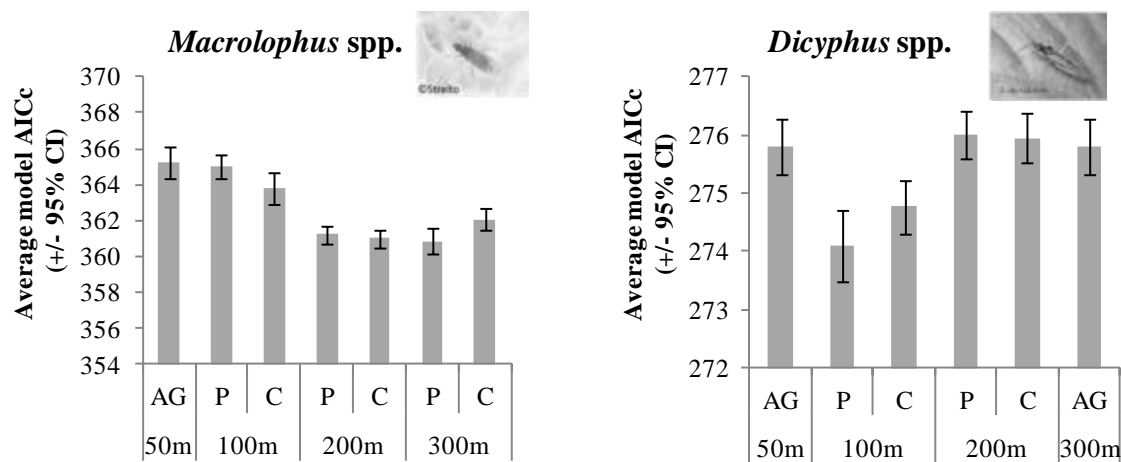 Macrolophus spp.
©Streito
Average model AICc
(+/- 95% CI)
370
368
366
364
362
360
358
356
354
AG P C P C P C
50m 100m 200m 300m
Dicyphus spp.
Average model AICc
(+/- 95% CI)
277
276
275
274
273
272
AG P C P C AG
50m 100m 200m 300m